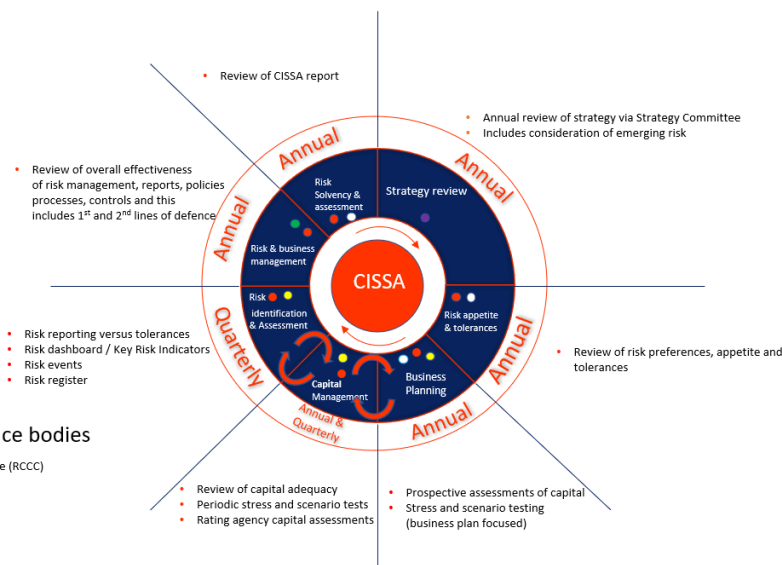 • Review of CISSA report
• Annual review of strategy via Strategy Committee
• Includes consideration of emerging risk
Annual
Annual
• Review of overall effectiveness
of risk management, reports, policies
processes, controls and this
includes 1st and 2nd lines of defence
Risk
Solvency &
assessment
Strategy review
Annual
Risk & business
management
CISSA
Risk
identification
& Assessment
Risk appetite
& tolerances
Quarterly
Annual
• Risk reporting versus tolerances
• Risk dashboard / Key Risk Indicators
• Risk events
• Risk register
• Review of risk preferences, appetite and
tolerances
Capital
Management
Business
Planning
Annual &
Quarterly
Annual
ce bodies
e (RCCC)
• Review of capital adequacy
• Periodic stress and scenario tests
• Rating agency capital assessments
• Prospective assessments of capital
• Stress and scenario testing
(business plan focused)